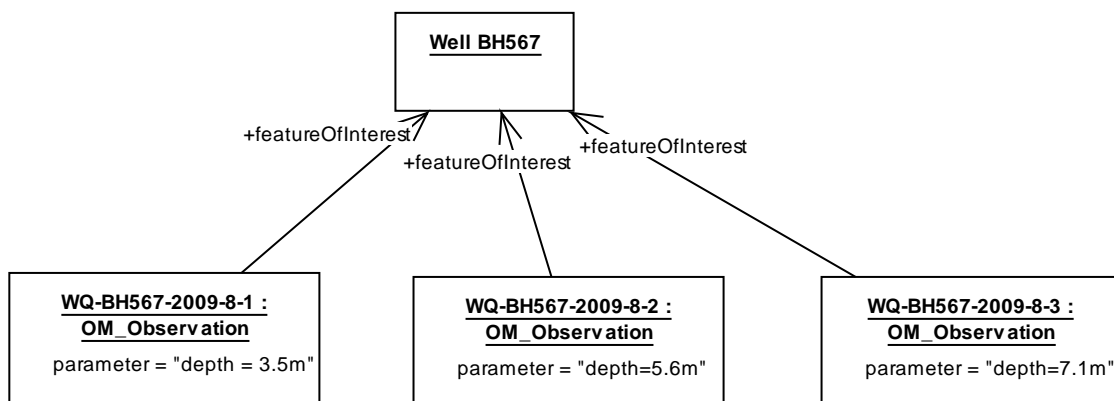 Well BH567
+featureOfInterest
+featureOfInterest
+featureOfInterest
WQ-BH567-2009-8-1 :
OM_Observation
parameter = "depth = 3.5m"
WQ-BH567-2009-8-2 :
OM_Observation
parameter = "depth=5.6m"
WQ-BH567-2009-8-3 :
OM_Observation
parameter = "depth=7.1m"